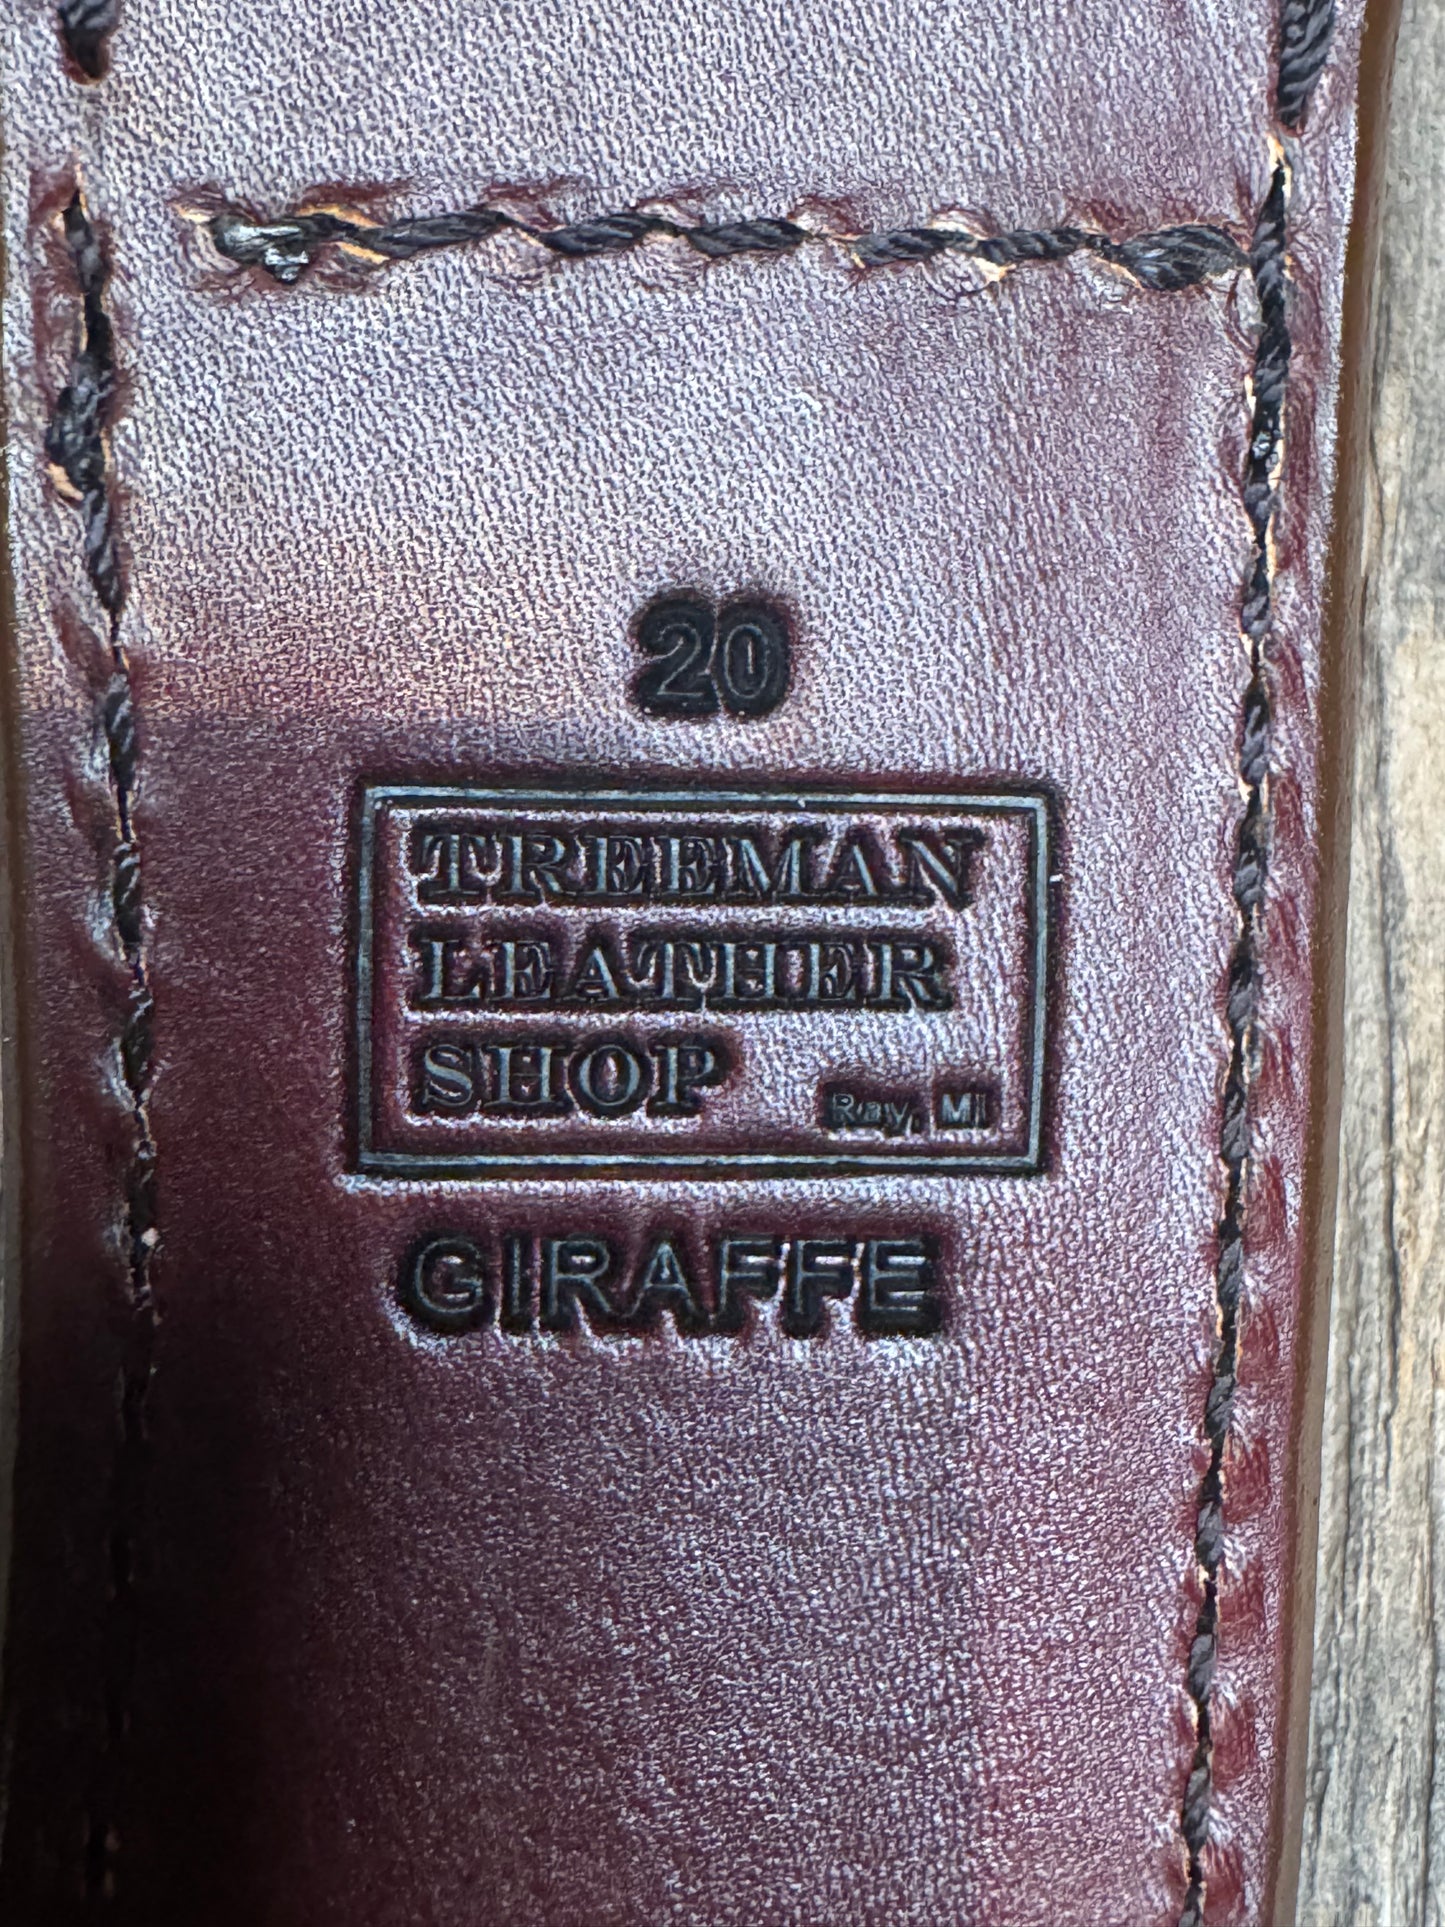 20
TREEMAN
LEATHER
SHOP Ray, MI
GIRAFFE